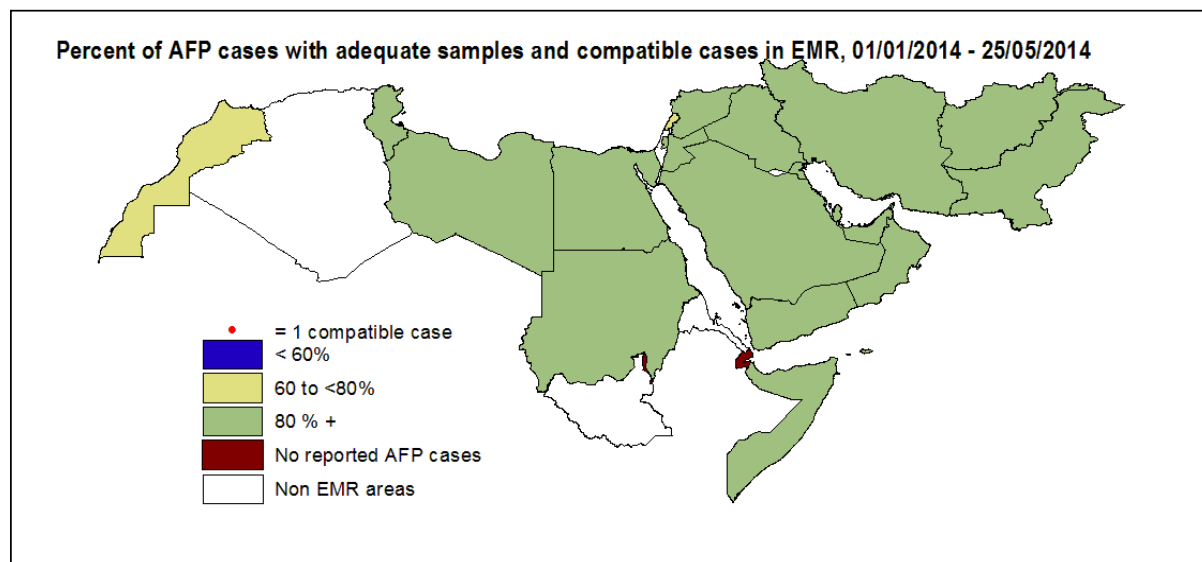 Percent of AFP cases with adequate samples and compatible cases in EMR, 01/01/2014 - 25/05/2014
= 1 compatible case
< 60%
60 to <80%
80 % +
No reported AFP cases
Non EMR areas